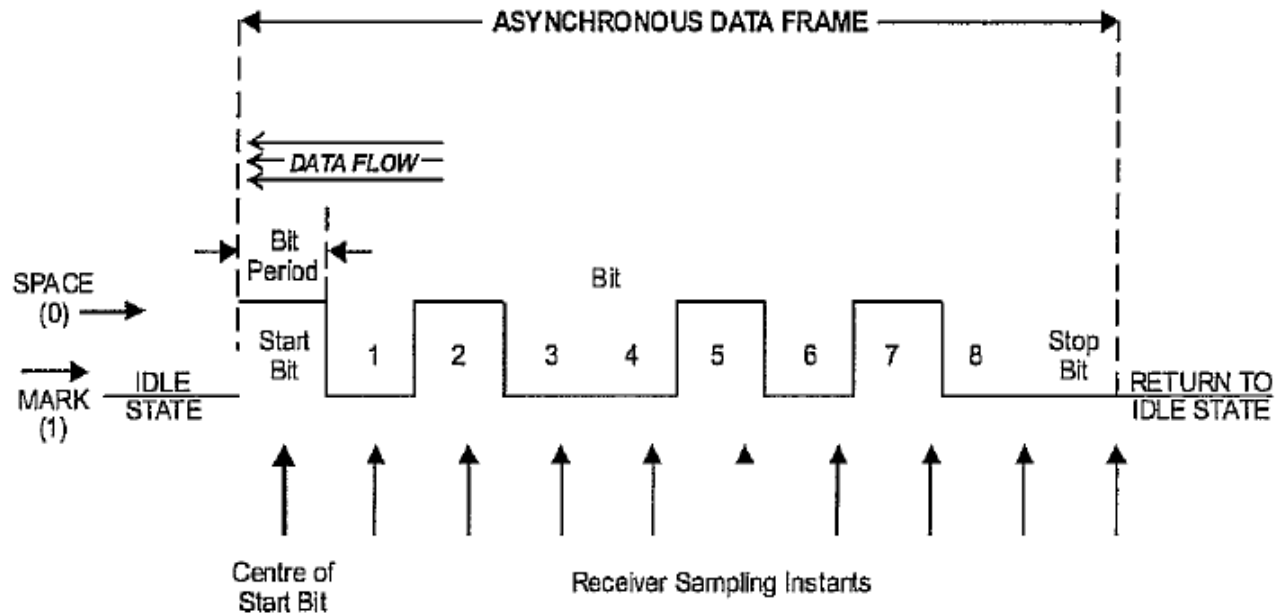 ASYNCHRONOUS DATA FRAME
DATA FLOW
Bit
Period
Bit
SPACE
(0)
Start
Bit
1 2 3 4 5 6 7 8
Stop
Bit
MARK
(1)
IDLE
STATE
RETURN TO
IDLE STATE
Centre of
Start Bit
Receiver Sampling Instants